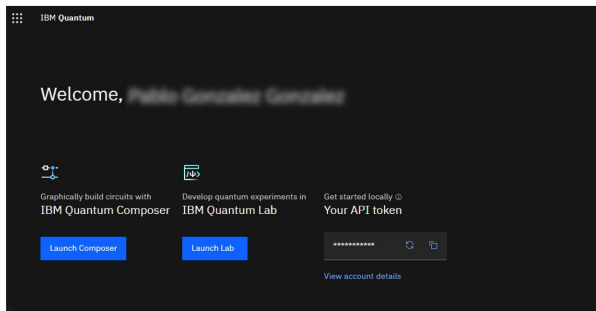 IBM Quantum
Welcome,
Graphically build circuits with
IBM Quantum Composer
Launch Composer
Develop quantum experiments in
IBM Quantum Lab
Launch Lab
Get started locally
Your API token
***********
View account details